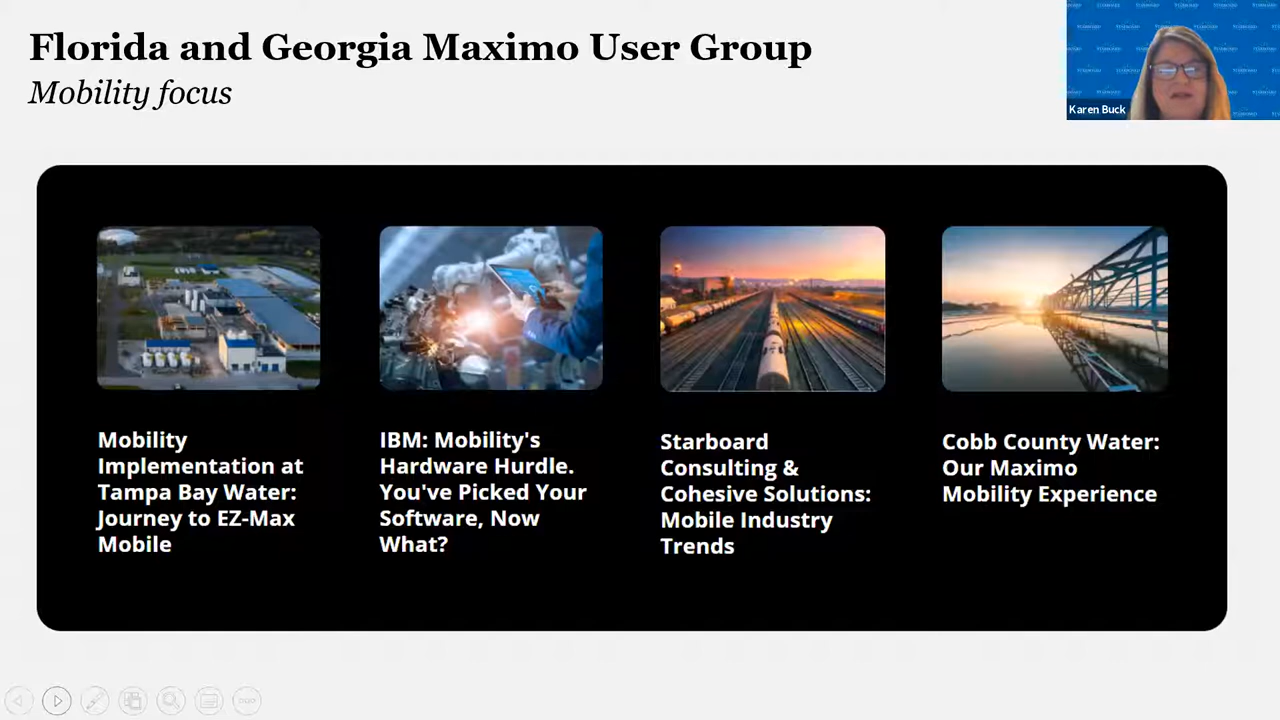 Florida and Georgia Maximo User Group
Mobility focus
Karen Buck
Mobility
Implementation at
Tampa Bay Water:
Journey to EZ-Max
Mobile
IBM: Mobility's
Hardware Hurdle.
You've Picked Your
Software, Now
What?
Starboard
Consulting &
Cohesive Solutions:
Mobile Industry
Trends
Cobb County Water:
Our Maximo
Mobility Experience